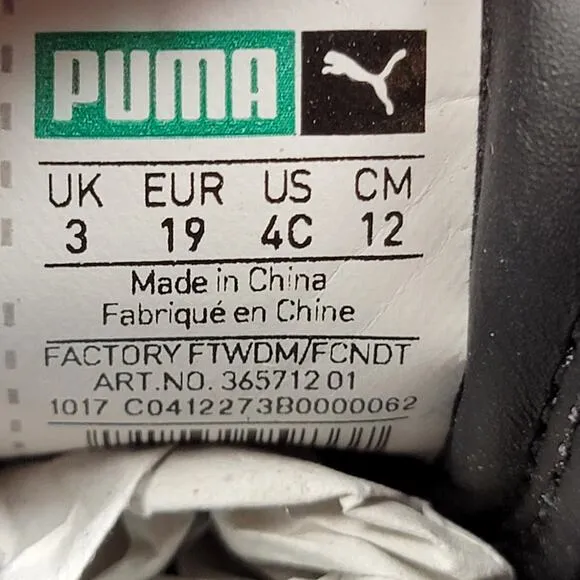 PUMA
UK EUR US CM
3 19 4C 12
Made in China
Fabriqué en Chine
FACTORY FTWDM/FCNDT
ART.NO. 365712 01
1017 C0412273B0000062